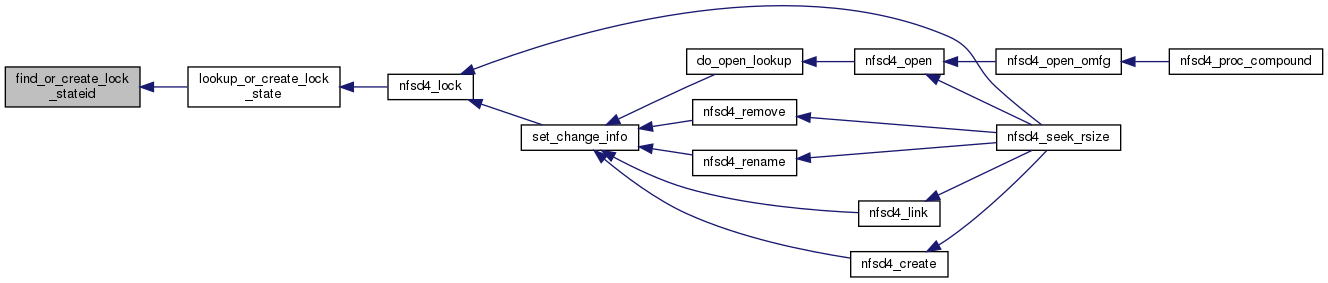 find_or_create_lock
_stateid
lookup_or_create_lock
_state
nfsd4_lock
set_change_info
do_open_lookup
nfsd4_remove
nfsd4_rename
nfsd4_link
nfsd4_create
nfsd4_open
nfsd4_open_omfg
nfsd4_seek_rsize
nfsd4_proc_compound